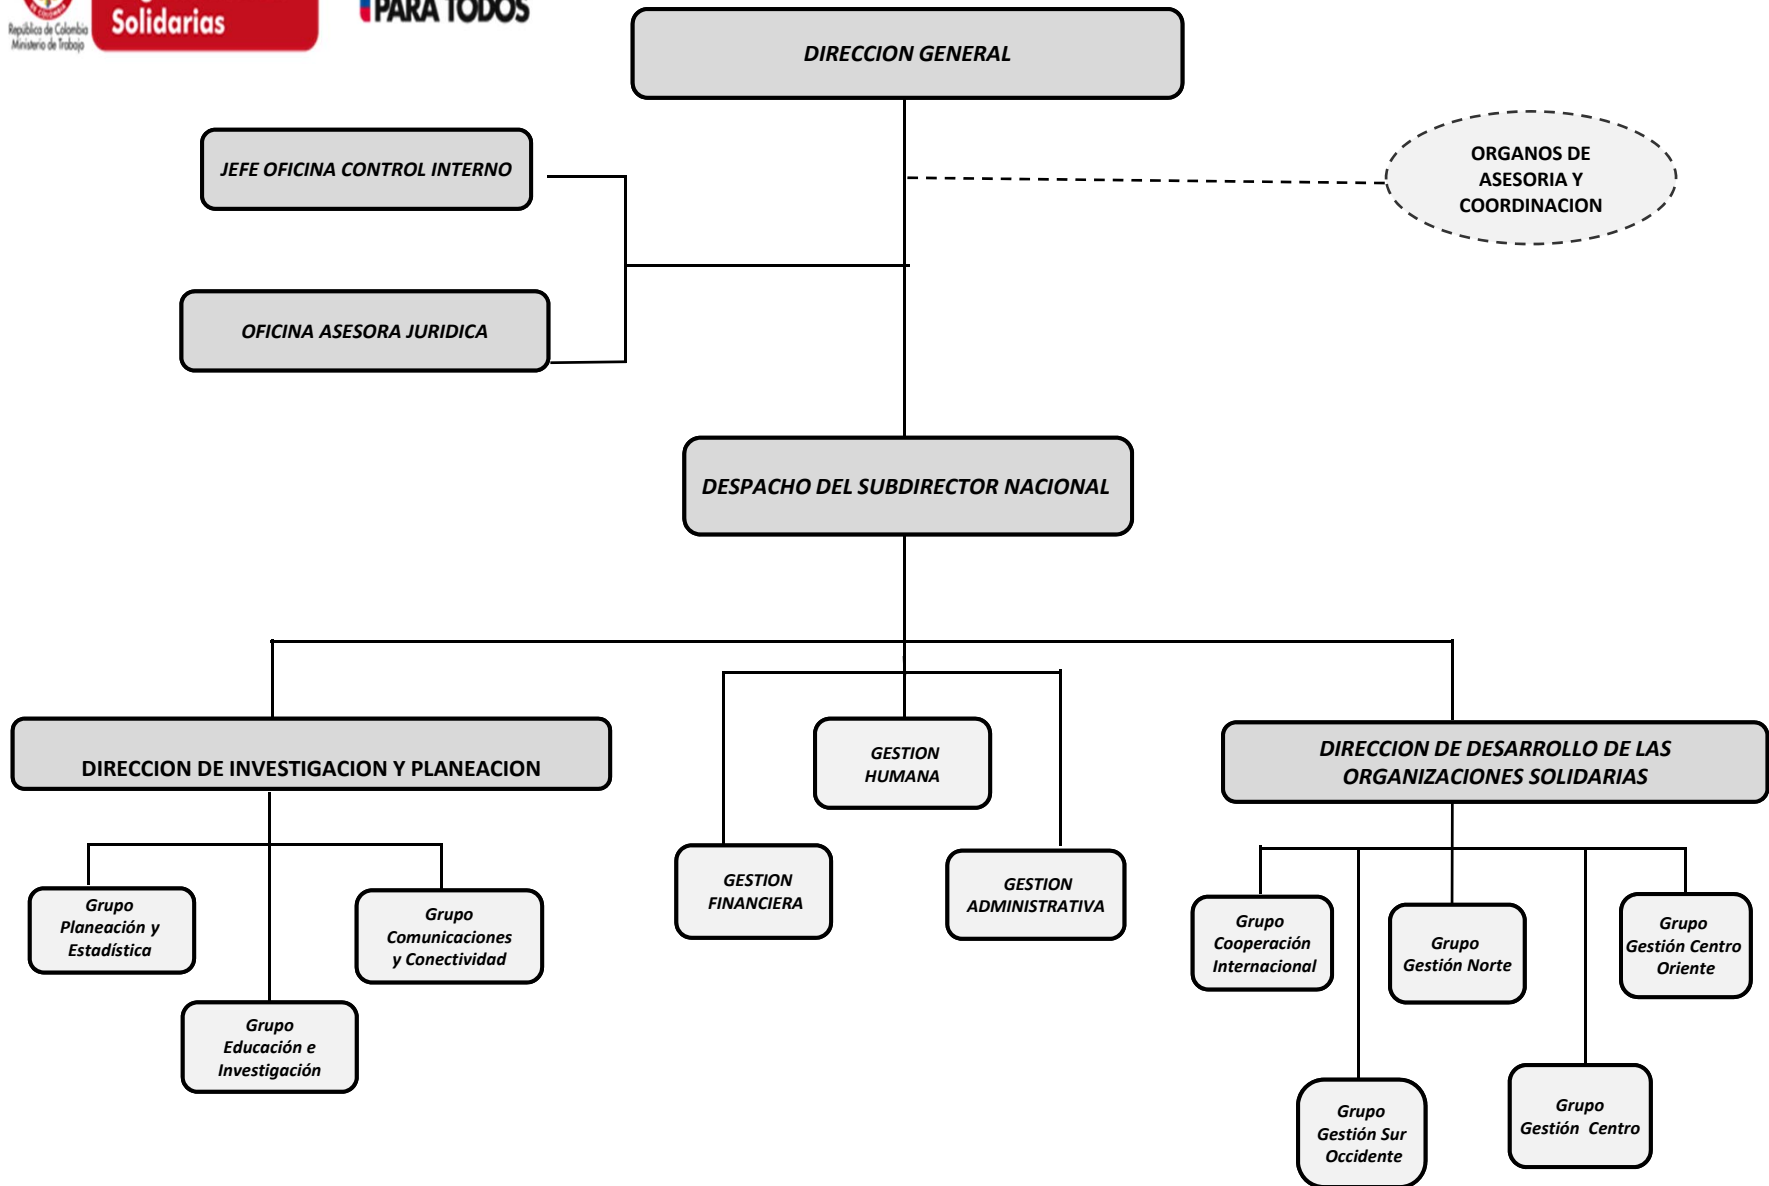 República de Colombia
Ministerio de Trabajo
Solidarias
PARA TODOS
DIRECCION GENERAL
JEFE OFICINA CONTROL INTERNO
ORGANOS DE
ASESORIA Y
COORDINACION
OFICINA ASESORA JURIDICA
DESPACHO DEL SUBDIRECTOR NACIONAL
DIRECCION DE INVESTIGACION Y PLANEACION
GESTION
HUMANA
DIRECCION DE DESARROLLO DE LAS
ORGANIZACIONES SOLIDARIAS
Grupo
Planeación y
Estadística
Grupo
Comunicaciones
y Conectividad
Grupo
Educación e
Investigación
GESTION
FINANCIERA
GESTION
ADMINISTRATIVA
Grupo
Cooperación
Internacional
Grupo
Gestión Norte
Grupo
Gestión Centro
Oriente
Grupo
Gestión Sur
Occidente
Grupo
Gestión Centro